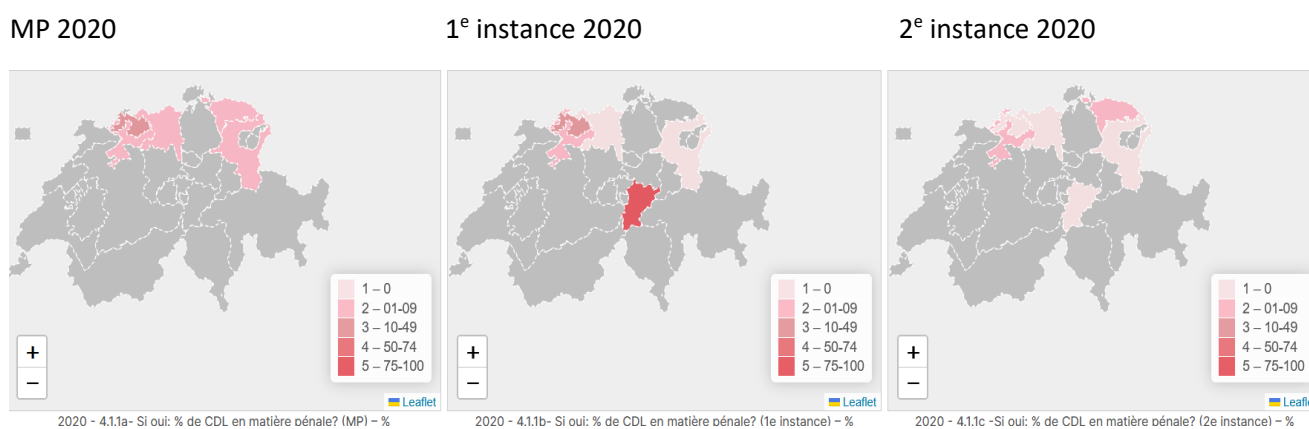 MP 2020
1e instance 2020
2e instance 2020
1 – 0
2 – 01-09
3 – 10-49
4 – 50-74
5 – 75-100
+
−
Leaflet
2020 - 4.1.1a- Si oui: % de CDL en matière pénale? (MP) – %
1 – 0
2 – 01-09
3 – 10-49
4 – 50-74
5 – 75-100
+
−
Leaflet
2020 - 4.1.1b- Si oui: % de CDL en matière pénale? (1e instance) – %
1 – 0
2 – 01-09
3 – 10-49
4 – 50-74
5 – 75-100
+
−
Leafle
2020 - 4.1.1c -Si oui: % de CDL en matière pénale? (2e instance) – %